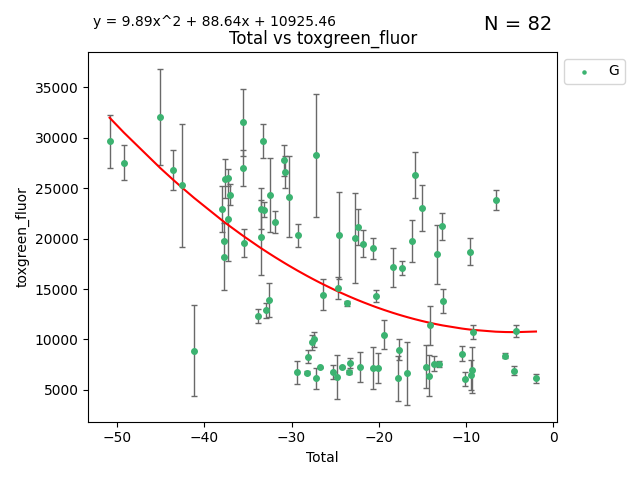 y = 9.89x^2 + 88.64x + 10925.46
N = 82
Total vs toxgreen_fluor
G
35000
30000
25000
20000
15000
10000
5000
toxgreen_fluor
−50 −40 −30 −20 −10 0
Total